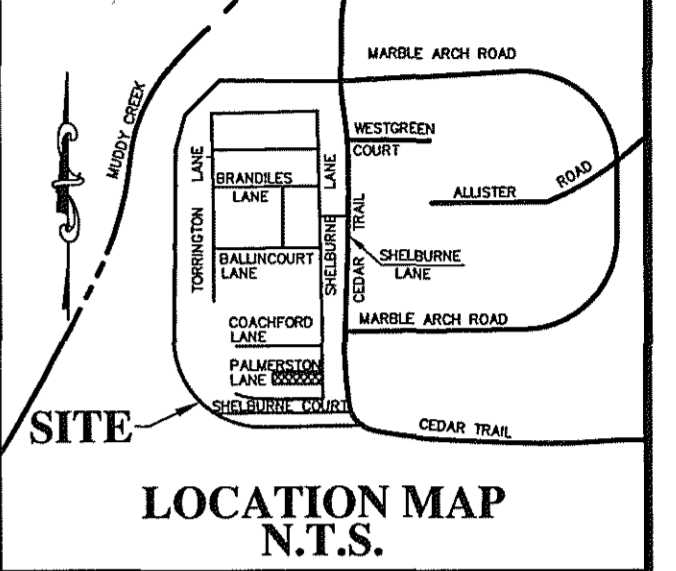 MARBLE ARCH ROAD
MUDDY CREEK
WESTGREEN
COURT
TORRINGTON LANE
BRANDILES
LANE
SHELBURNE LANE
CEDAR TRAIL
ALLISTER ROAD
BALLINCOURT
LANE
SHELBURNE
LANE
COACHFORD
LANE
MARBLE ARCH ROAD
PALMERSTON
LANE
SHELBURNE COURT
SITE
CEDAR TRAIL
LOCATION MAP
N.T.S.